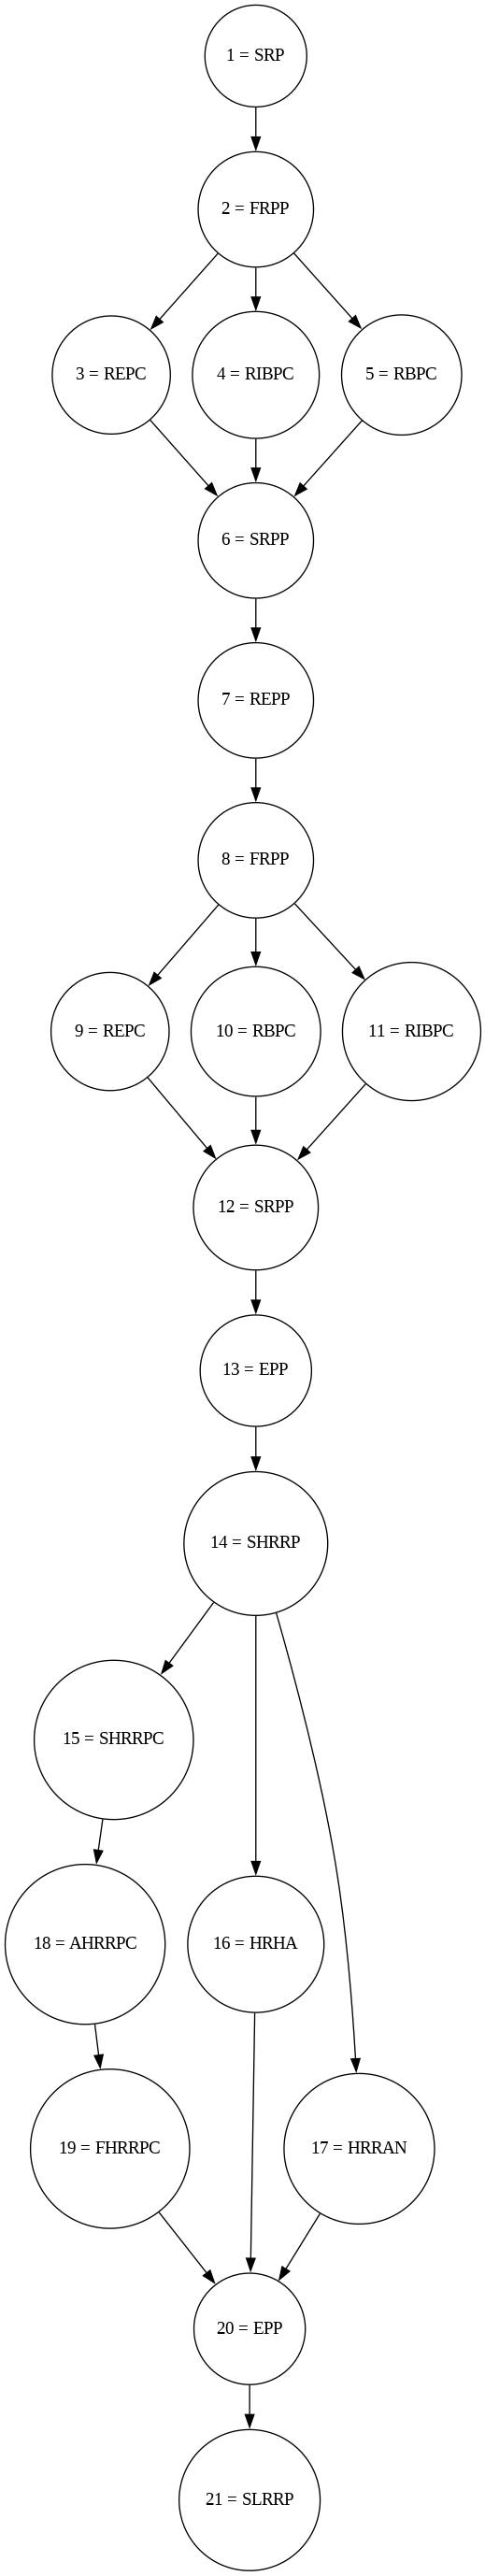 1 = SRP
2 = FRPP
3 = REPC
4 = RIBPC
5 = RBPC
6 = SRPP
7 = REPP
8 = FRPP
9 = REPC
10 = RBPC
11 = RIBPC
12 = SRPP
13 = EPP
14 = SHRRP
15 = SHRRPC
18 = AHRRPC
16 = HRHA
19 = FHRRPC
17 = HRRAN
20 = EPP
21 = SLRRP